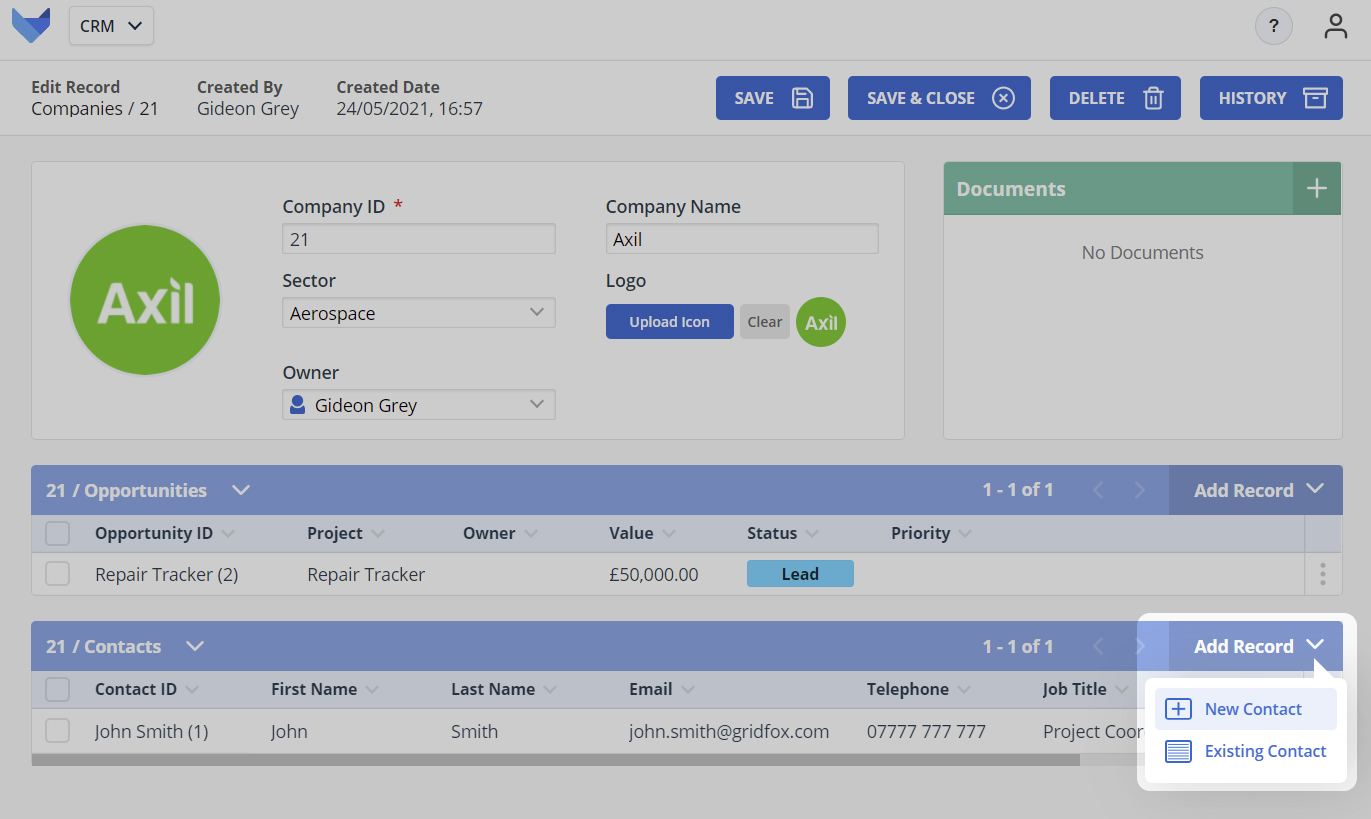 CRM
?
Edit Record
Companies / 21
Created By
Gideon Grey
Created Date
24/05/2021, 16:57
SAVE
SAVE & CLOSE
DELETE
HISTORY
Axil
Company ID *
21
Company Name
Axil
Sector
Aerospace
Logo
Upload Icon
Clear
Axil
Owner
Gideon Grey
Documents
No Documents
21 / Opportunities
1 - 1 of 1
Add Record
Opportunity ID Project Owner Value Status Priority
Repair Tracker (2) Repair Tracker £50,000.00 Lead
21 / Contacts
1 - 1 of 1
Add Record
Contact ID First Name Last Name Email Telephone Job Title
John Smith (1) John Smith john.smith@gridfox.com 07777 777 777 Project Coor
New Contact
Existing Contact